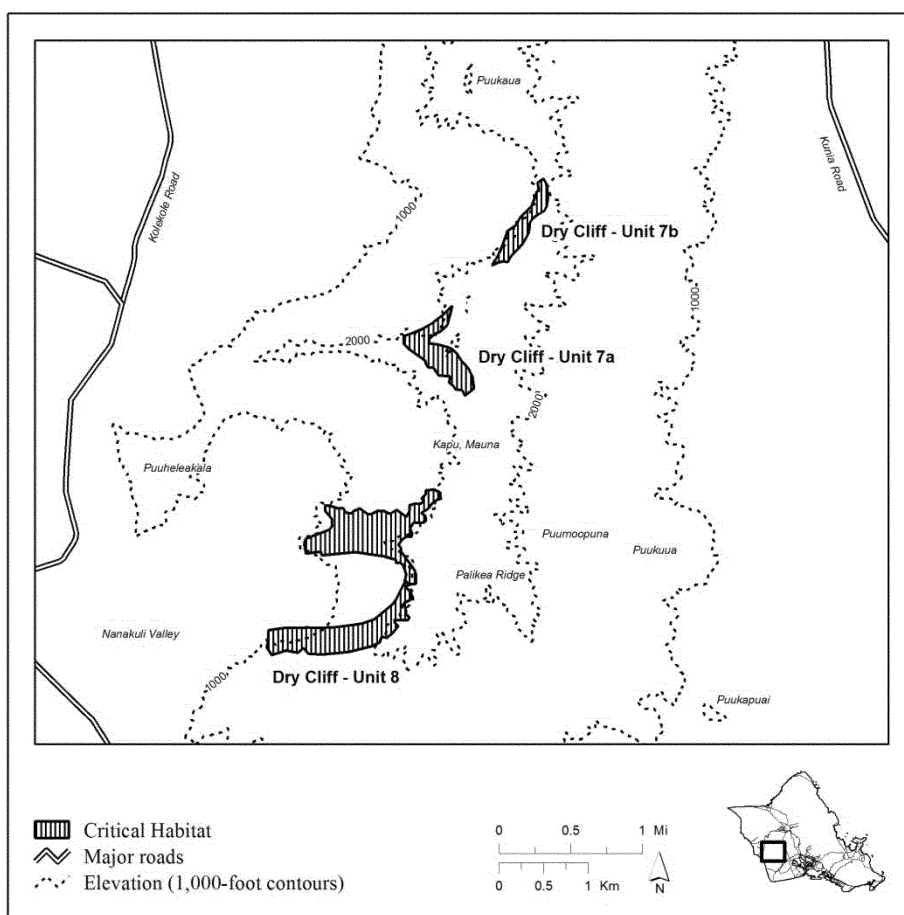 Puukaua
Kolekole Road
Kunia Road
1000
Dry Cliff - Unit 7b
1000
2000
Dry Cliff - Unit 7a
2000
Kapu, Mauna
Puuheleakala
Puumoopuna
Puukuua
Palikea Ridge
Nanakuli Valley
Dry Cliff - Unit 8
1000
Puukapuai
Critical Habitat
Major roads
Elevation (1,000-foot contours)
0 0.5 1 Mi
0 0.5 1 Km
N